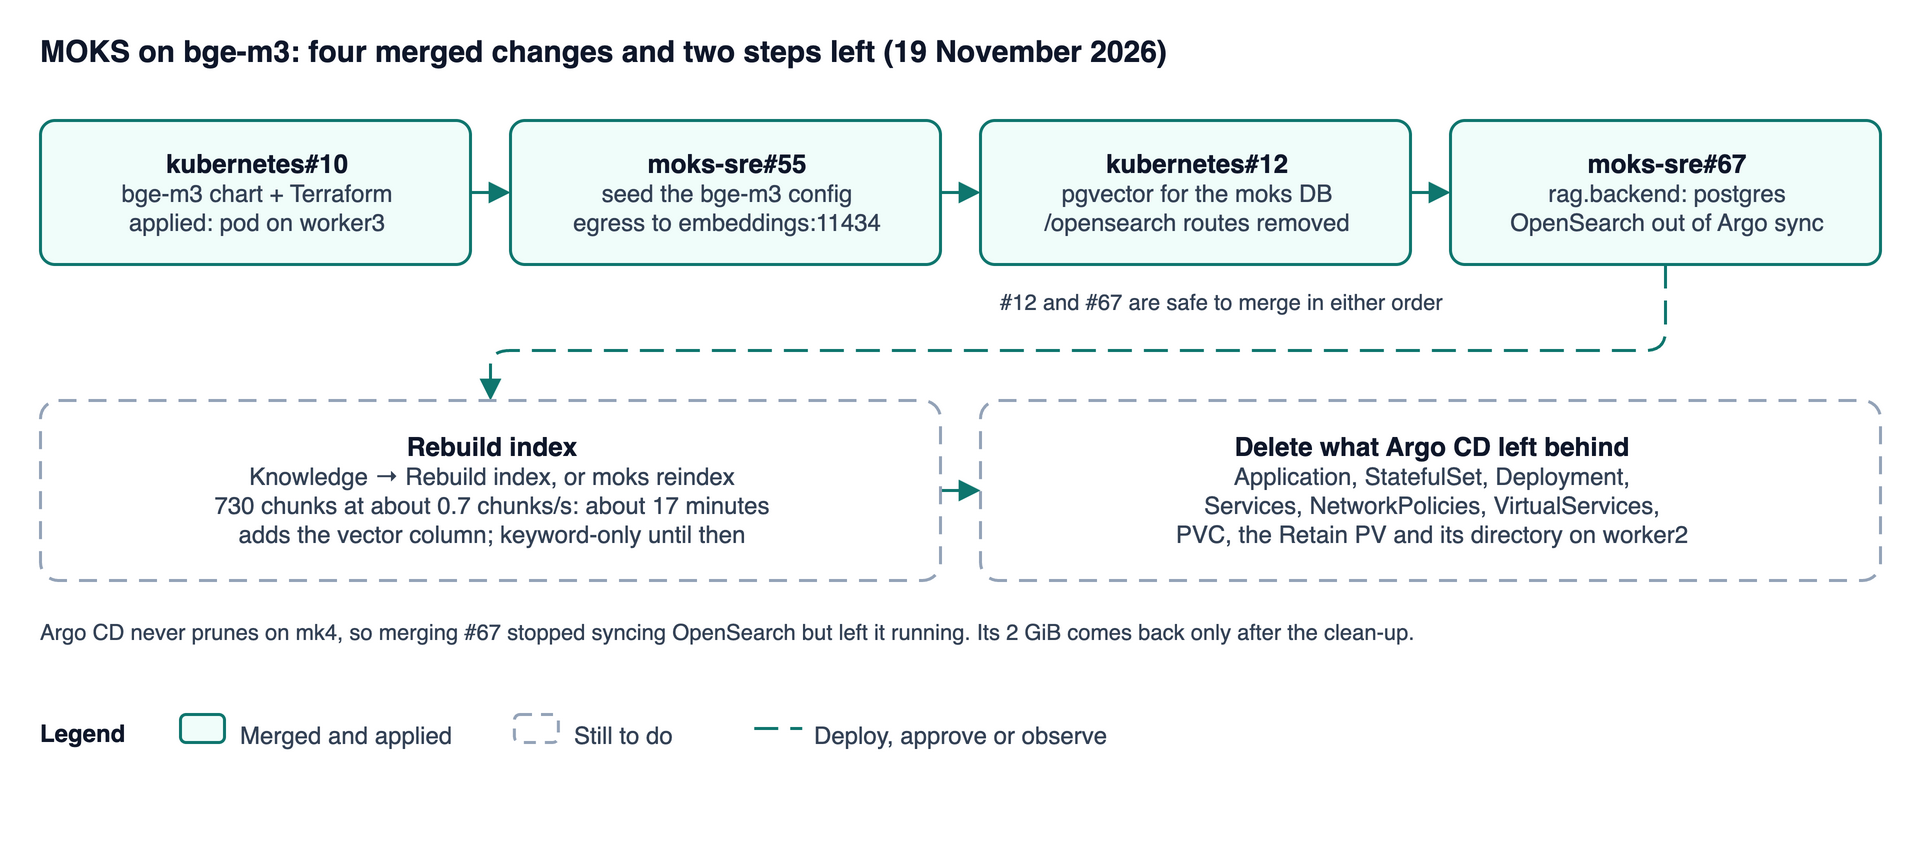 MOKS on bge-m3: four merged changes and two steps left (19 November 2026)
kubernetes#10
bge-m3 chart + Terraform
applied: pod on worker3
moks-sre#55
seed the bge-m3 config
egress to embeddings:11434
kubernetes#12
pgvector for the moks DB
/opensearch routes removed
moks-sre#67
rag.backend: postgres
OpenSearch out of Argo sync
#12 and #67 are safe to merge in either order
Rebuild index
Knowledge → Rebuild index, or moks reindex
730 chunks at about 0.7 chunks/s: about 17 minutes
adds the vector column; keyword-only until then
Delete what Argo CD left behind
Application, StatefulSet, Deployment,
Services, NetworkPolicies, VirtualServices,
PVC, the Retain PV and its directory on worker2
Argo CD never prunes on mk4, so merging #67 stopped syncing OpenSearch but left it running. Its 2 GiB comes back only after the clean-up.
Legend
Merged and applied
Still to do
Deploy, approve or observe